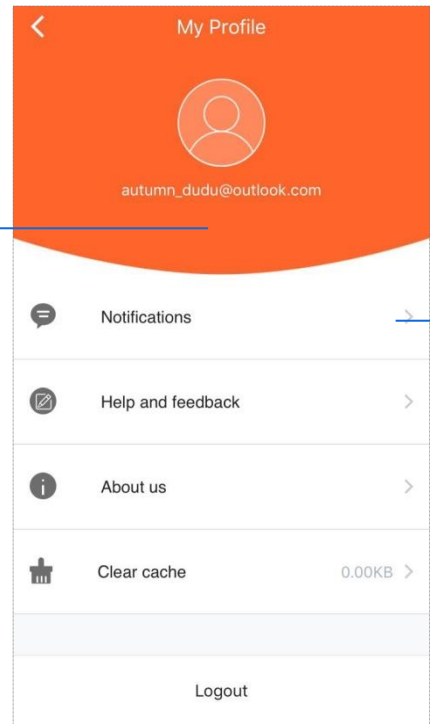 My Profile
autumn_dudu@outlook.com
Notifications
Help and feedback
About us
Clear cache 0.00KB
Logout